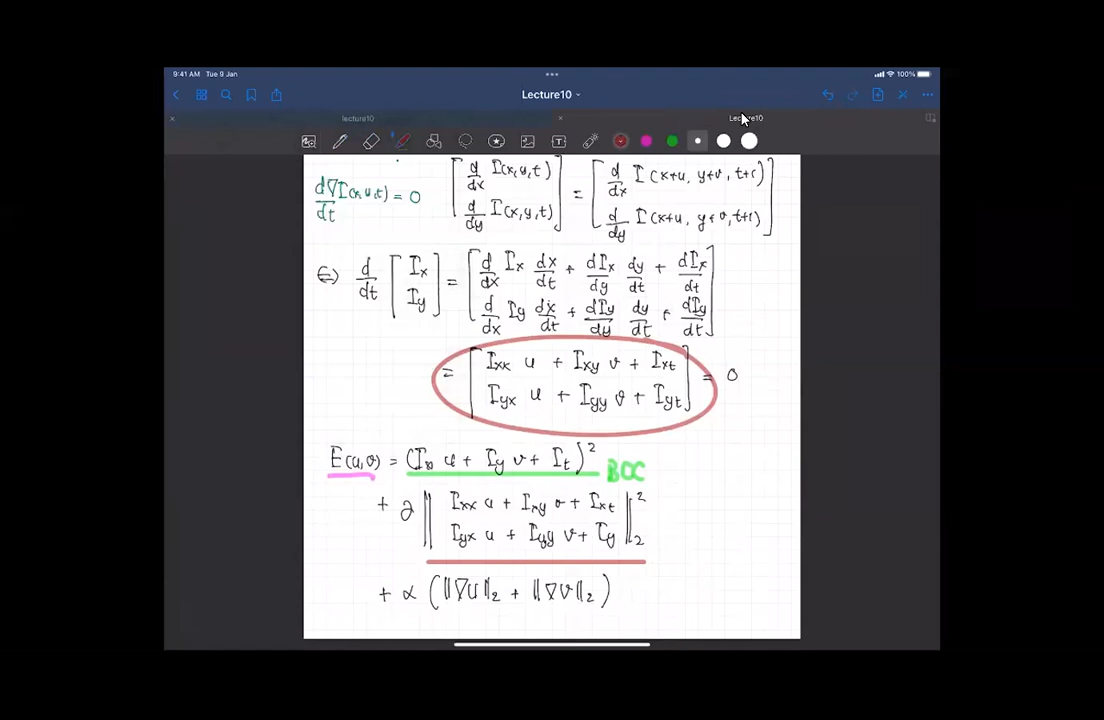 9:41 AM Tue 9 Jan
100%
Lecture10
lecture10
Lecture10
d∇I(x,y,t)/dt = 0
[d/dx I(x,y,t) ; d/dy I(x,y,t)] = [d/dx I(x+u, y+v, t+1) ; d/dy I(x+u, y+v, t+1)]
d/dt [Ix ; Iy] = [d/dx Ix dx/dt + dIx/dy dy/dt + dIx/dt ; d/dx Iy dx/dt + dIy/dy dy/dt + dIy/dt]
= [Ixx u + Ixy v + Ixt ; Iyx u + Iyy v + Iyt] = 0
E(u,v) = (Ix u + Iy v + It)² BCC
+ ∂ ‖ Ixx u + Ixy v + Ixt ; Iyx u + Iyy v + Iy ‖₂²
+ α (‖∇u‖₂ + ‖∇v‖₂)